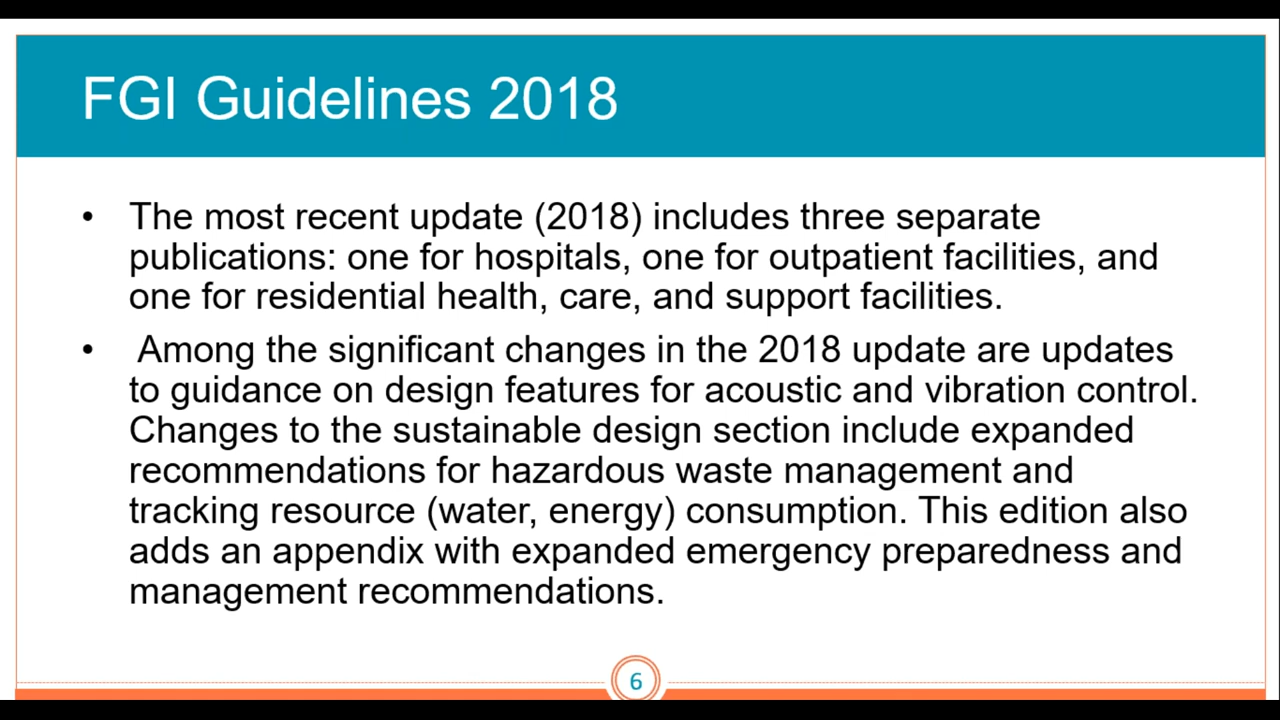 FGI Guidelines 2018
• The most recent update (2018) includes three separate
publications: one for hospitals, one for outpatient facilities, and
one for residential health, care, and support facilities.
• Among the significant changes in the 2018 update are updates
to guidance on design features for acoustic and vibration control.
Changes to the sustainable design section include expanded
recommendations for hazardous waste management and
tracking resource (water, energy) consumption. This edition also
adds an appendix with expanded emergency preparedness and
management recommendations.
6